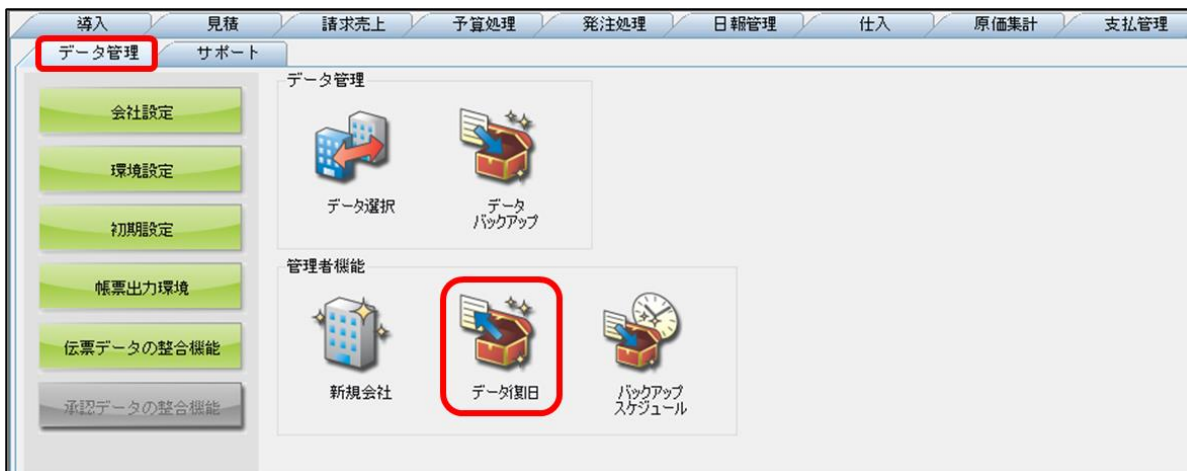 導入
見積
請求売上
予算処理
発注処理
日報管理
仕入
原価集計
支払管理
データ管理
サポート
会社設定
環境設定
初期設定
帳票出力環境
伝票データの整合機能
承認データの整合機能
データ管理
データ選択
データ
バックアップ
管理者機能
新規会社
データ復旧
バックアップ
スケジュール